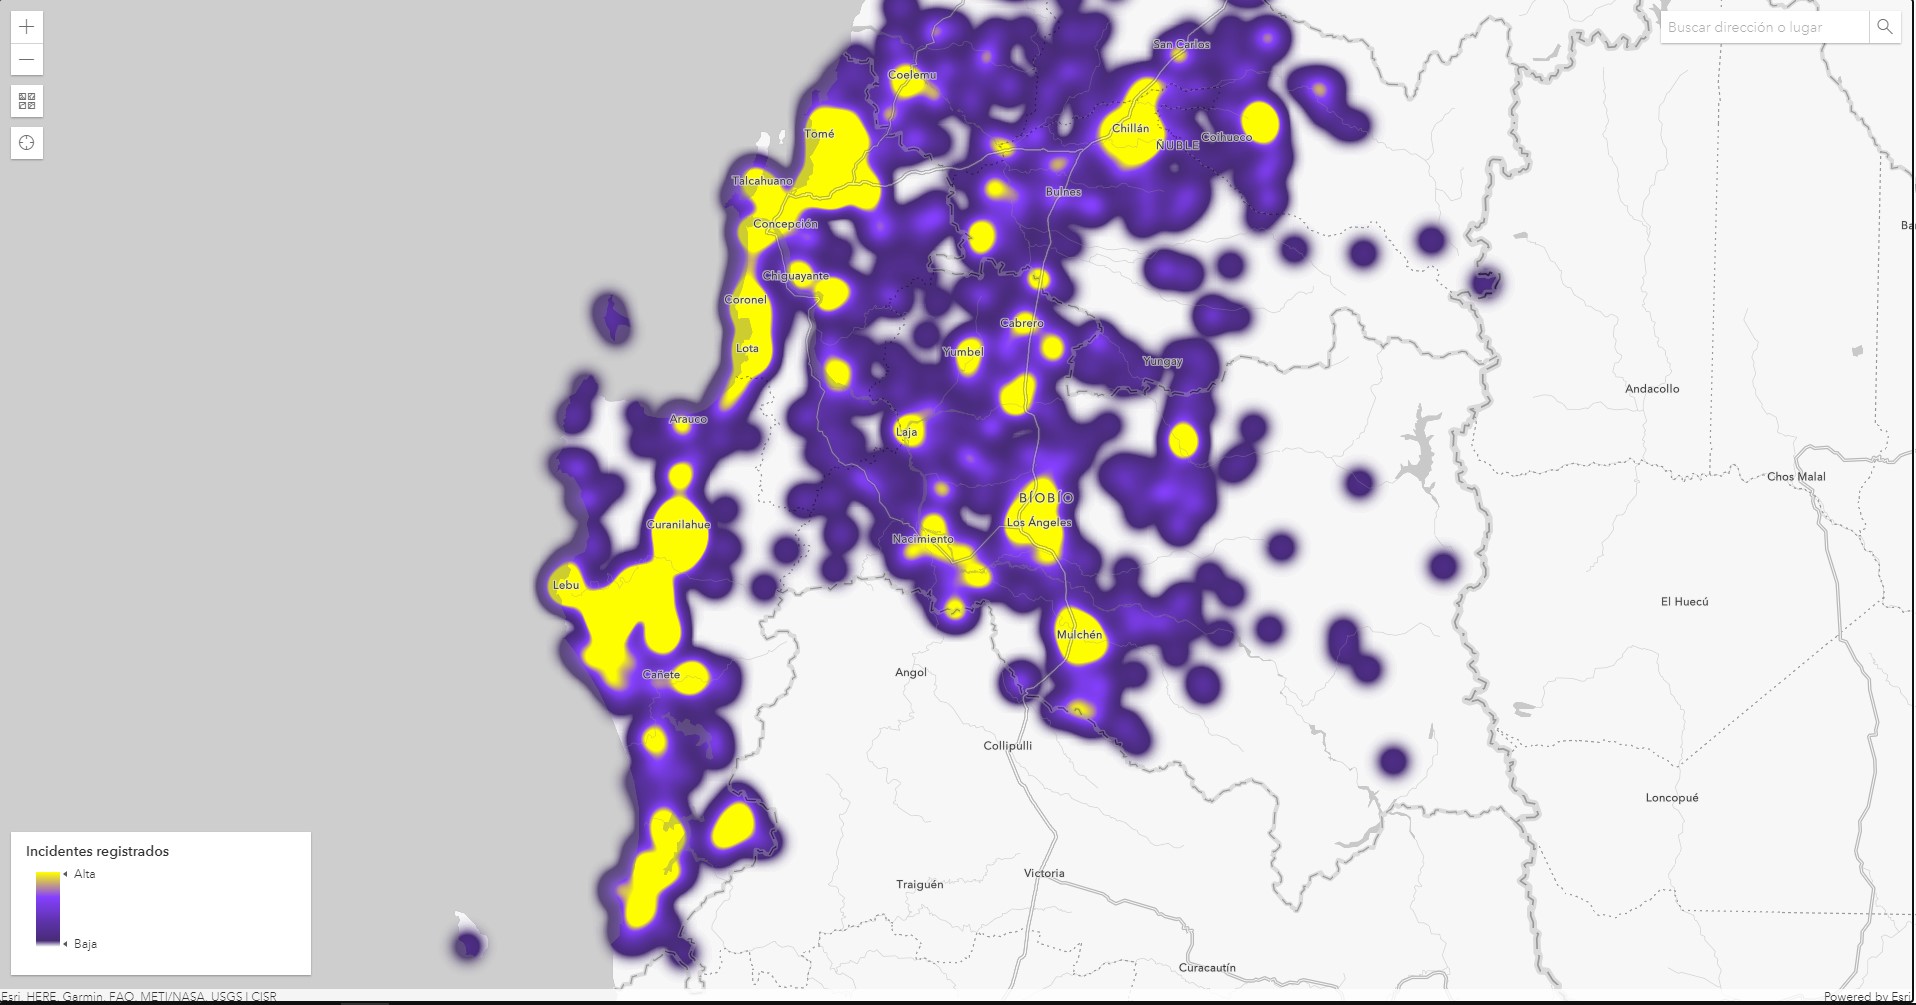 +
Buscar dirección o lugar
−
San Carlos
Coelemu
Chillán
Tomé
Coihueco
ÑUBLE
Talcahuano
Bulnes
Concepción
Chiguayante
Coronel
Cabrero
Lota
Yumbel
Yungay
Andacollo
Arauco
Laja
Chos Malal
BÍOBÍO
Curanilahue
Los Ángeles
Nacimiento
Lebu
El Huecú
Mulchén
Cañete
Angol
Collipulli
Loncopué
Incidentes registrados
Alta
Baja
Victoria
Traiguén
Curacautín
Esri, HERE, Garmin, FAO, METI/NASA, USGS | CISR
Powered by Esri